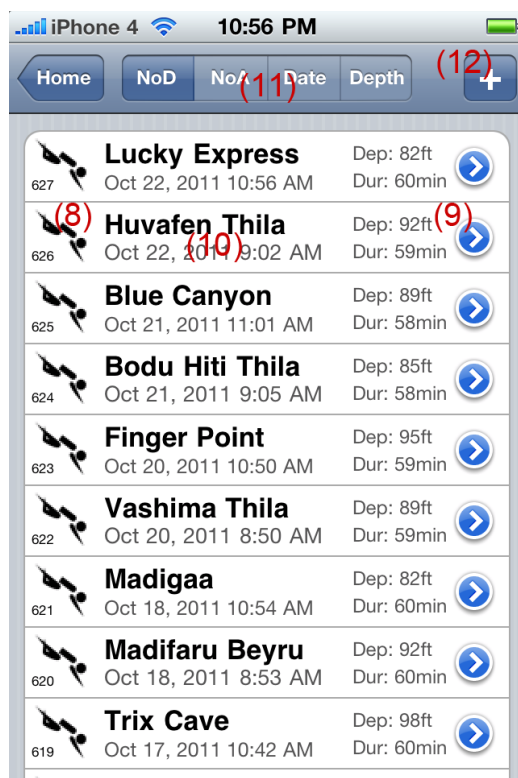 iPhone 4 10:56 PM
Home NoD NoA Date Depth +
(11) (12)
Lucky Express Dep: 82ft
627 Oct 22, 2011 10:56 AM Dur: 60min
(8) Huvafen Thila Dep: 92ft (9)
626 Oct 22, 2011 9:02 AM Dur: 59min
(10)
Blue Canyon Dep: 89ft
625 Oct 21, 2011 11:01 AM Dur: 58min
Bodu Hiti Thila Dep: 85ft
624 Oct 21, 2011 9:05 AM Dur: 58min
Finger Point Dep: 95ft
623 Oct 20, 2011 10:50 AM Dur: 59min
Vashima Thila Dep: 89ft
622 Oct 20, 2011 8:50 AM Dur: 59min
Madigaa Dep: 82ft
621 Oct 18, 2011 10:54 AM Dur: 60min
Madifaru Beyru Dep: 92ft
620 Oct 18, 2011 8:53 AM Dur: 60min
Trix Cave Dep: 98ft
619 Oct 17, 2011 10:42 AM Dur: 60min